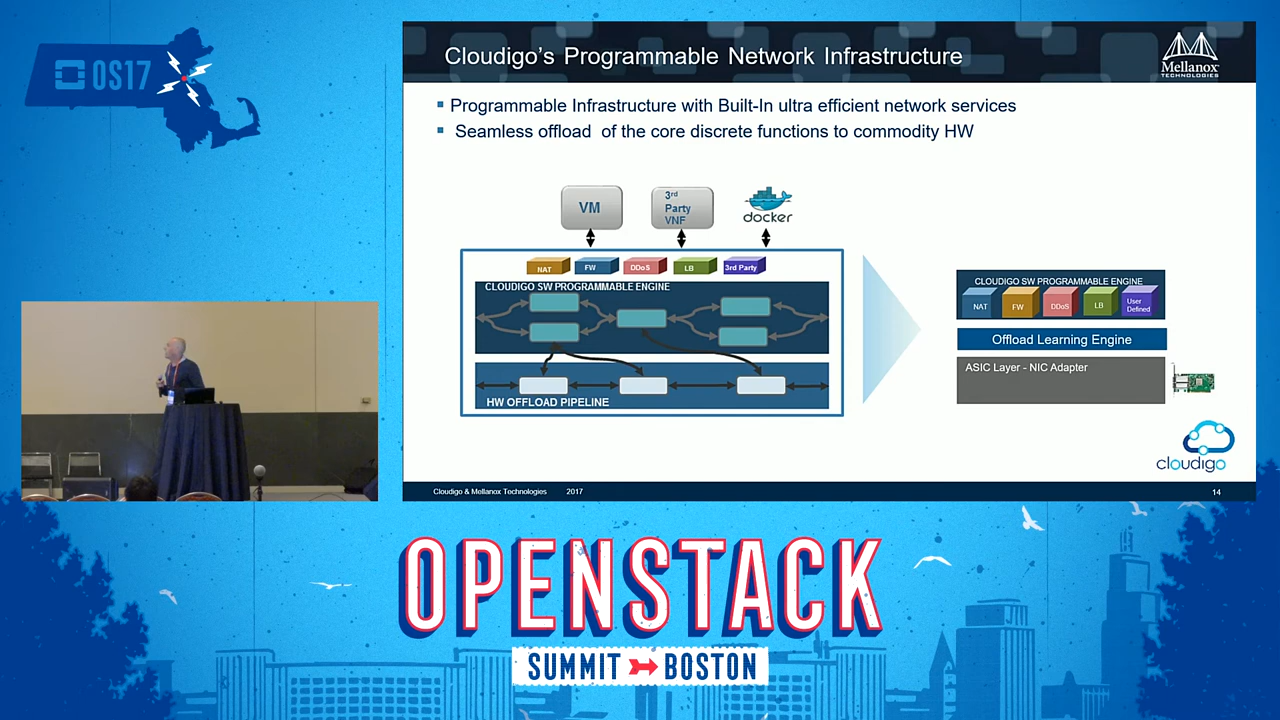 OS17
Cloudigo's Programmable Network Infrastructure
Mellanox
TECHNOLOGIES
Programmable Infrastructure with Built-In ultra efficient network services
Seamless offload of the core discrete functions to commodity HW
VM
3rd
Party
VNF
docker
NAT
FW
DDoS
LB
3rd Party
CLOUDIGO SW PROGRAMMABLE ENGINE
HW OFFLOAD PIPELINE
CLOUDIGO SW PROGRAMMABLE ENGINE
NAT
FW
DDoS
LB
User
Defined
Offload Learning Engine
ASIC Layer - NIC Adapter
cloudigo
Cloudigo & Mellanox Technologies 2017
14
OPENSTACK
SUMMIT BOSTON